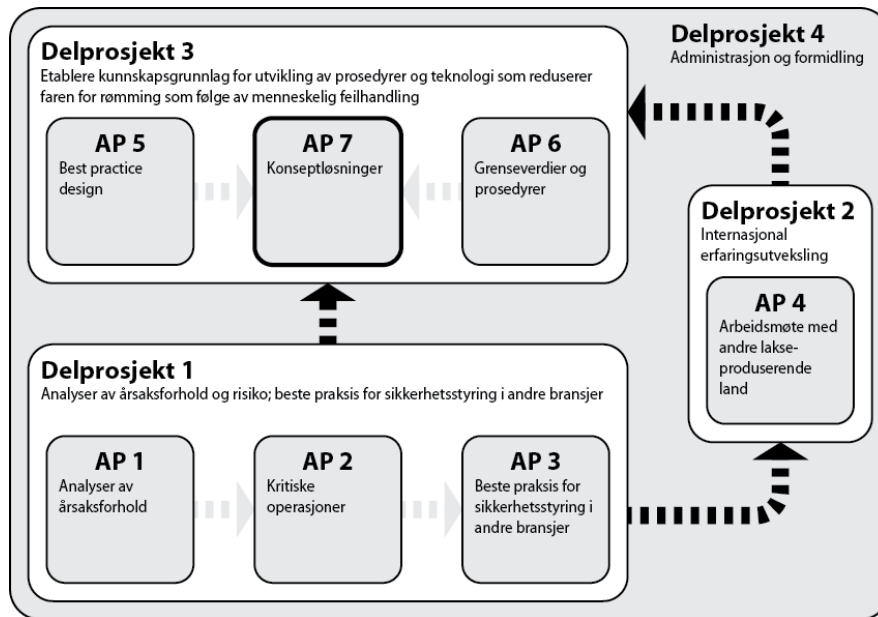 Delprosjekt 3
Etablere kunnskapsgrunnlag for utvikling av prosedyrer og teknologi som reduserer
faren for rømming som følge av menneskelig feilhandling
AP 5
Best practice
design
AP 7
Konseptløsninger
AP 6
Grenseverdier og
prosedyrer
Delprosjekt 4
Administrasjon og formidling
Delprosjekt 2
Internasjonal
erfaringsutveksling
AP 4
Arbeidsmøte med
andre lakse-
produserende
land
Delprosjekt 1
Analyser av årsaksforhold og risiko; beste praksis for sikkerhetsstyring i andre bransjer
AP 1
Analyser av
årsaksforhold
AP 2
Kritiske
operasjoner
AP 3
Beste praksis for
sikkerhetsstyring i
andre bransjer